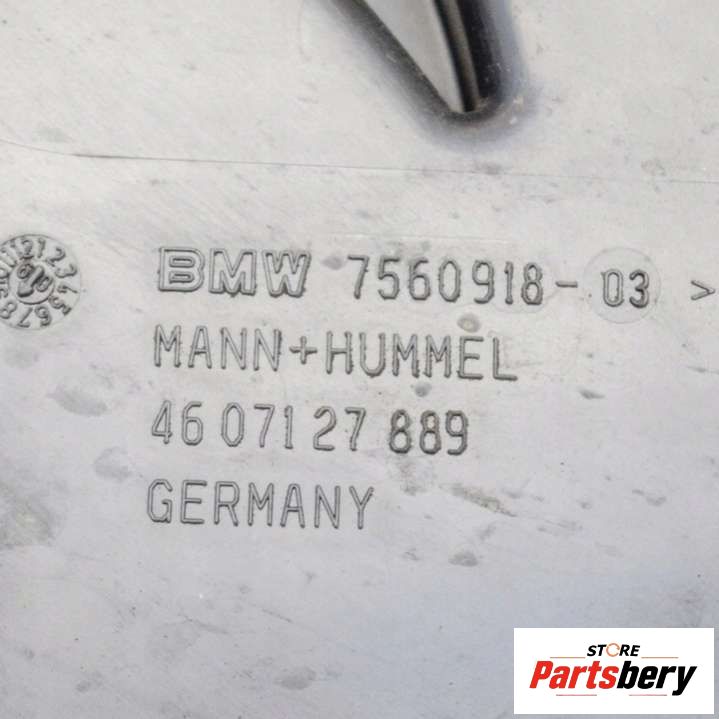 BMW 7560918-03 >
MANN+HUMMEL
46 071 27 889
GERMANY
STORE
Partsbery